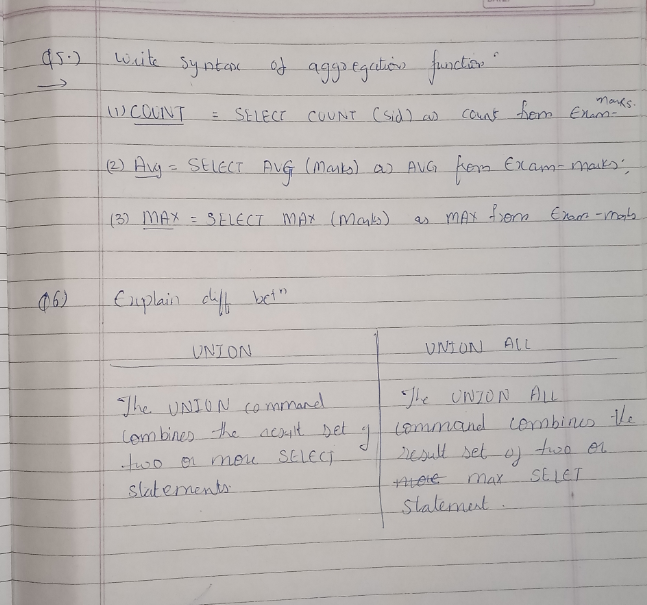 Q5.) Write syntax of aggregation function
(1) COUNT = SELECT COUNT (Sid) as count from Exam-marks.
(2) Avg = SELECT AVG (Marks) as AVG from Exam-marks;
(3) MAX = SELECT MAX (Marks) as MAX from Exam-marks
Q6) Explain diff betn
UNION UNION ALL
The UNION command
combines the result set of
two or more SELECT
statements.
The UNION ALL
command combines the
result set of two or
more max SELET
Statement.